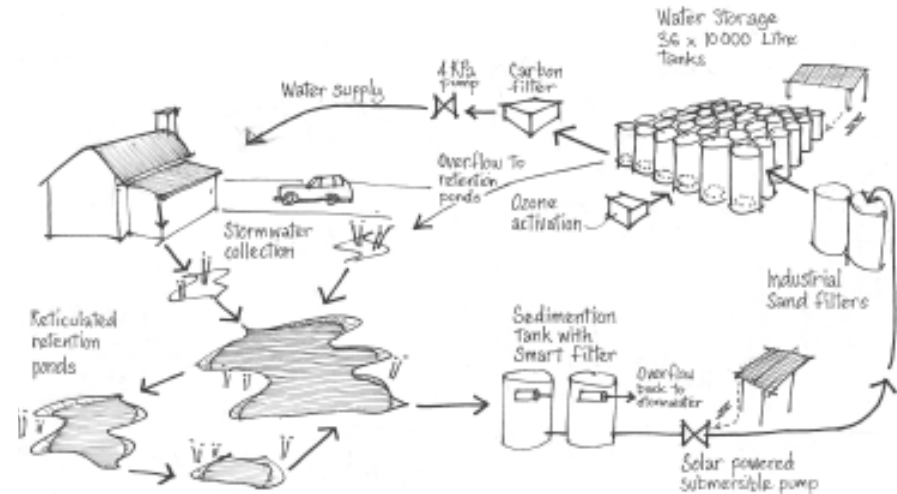 Water Storage
36 x 10000 Litre
tanks
4 KPa
pump
Carbon
filter
Water supply
Overflow to
retention
ponds
Ozone
activation
Stormwater
collection
Industrial
Sand filters
Reticulated
retention
ponds
Sedimention
Tank with
Smart filter
Overflow
back to
stormwater
Solar powered
submersible pump